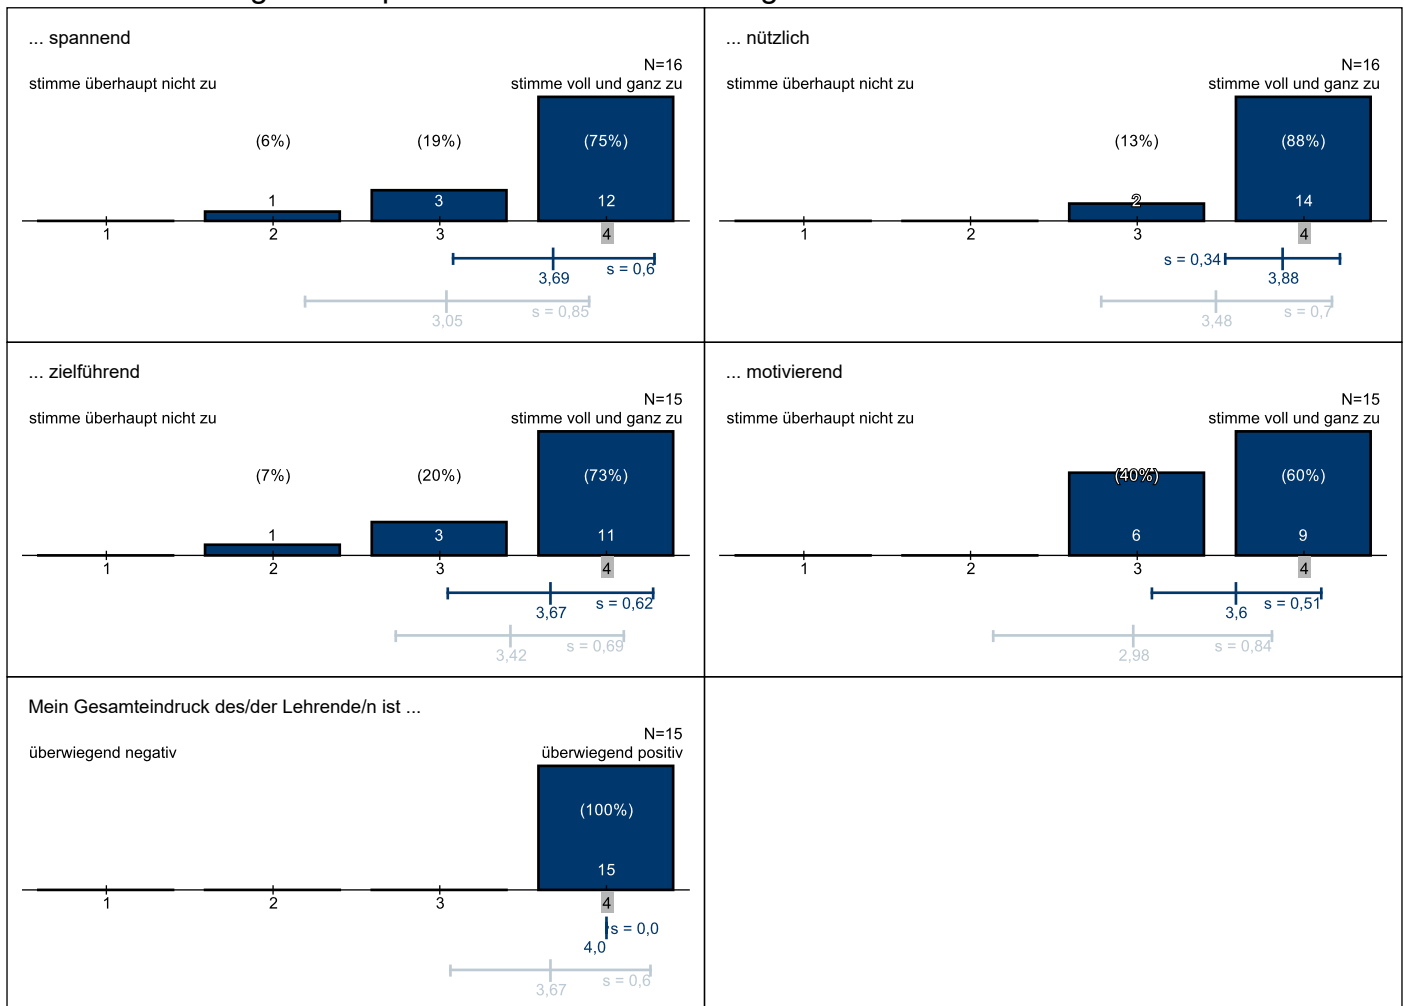 ... spannend
N=16
stimme überhaupt nicht zu
stimme voll und ganz zu
(6%)
(19%)
(75%)
1
3
12
1
2
3
4
s = 0,6
3,69
s = 0,85
3,05
... nützlich
N=16
stimme überhaupt nicht zu
stimme voll und ganz zu
(13%)
(88%)
2
14
1
2
3
4
s = 0,34
3,88
s = 0,7
3,48
... zielführend
N=15
stimme überhaupt nicht zu
stimme voll und ganz zu
(7%)
(20%)
(73%)
1
3
11
1
2
3
4
s = 0,62
3,67
s = 0,69
3,42
... motivierend
N=15
stimme überhaupt nicht zu
stimme voll und ganz zu
(40%)
(60%)
6
9
1
2
3
4
s = 0,51
3,6
s = 0,84
2,98
Mein Gesamteindruck des/der Lehrende/n ist ...
N=15
überwiegend negativ
überwiegend positiv
(100%)
15
1
2
3
4
s = 0,0
4,0
s = 0,6
3,67